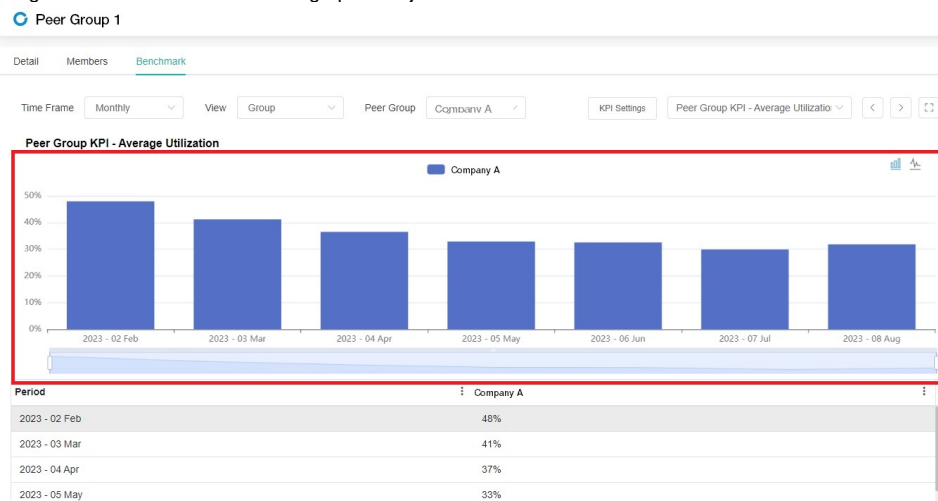 Peer Group 1
Detail Members Benchmark
Time Frame Monthly View Group Peer Group Company A KPI Settings Peer Group KPI - Average Utilizatio
Peer Group KPI - Average Utilization
Company A
50%
40%
30%
20%
10%
0%
2023 - 02 Feb 2023 - 03 Mar 2023 - 04 Apr 2023 - 05 May 2023 - 06 Jun 2023 - 07 Jul 2023 - 08 Aug
Period Company A
2023 - 02 Feb 48%
2023 - 03 Mar 41%
2023 - 04 Apr 37%
2023 - 05 May 33%